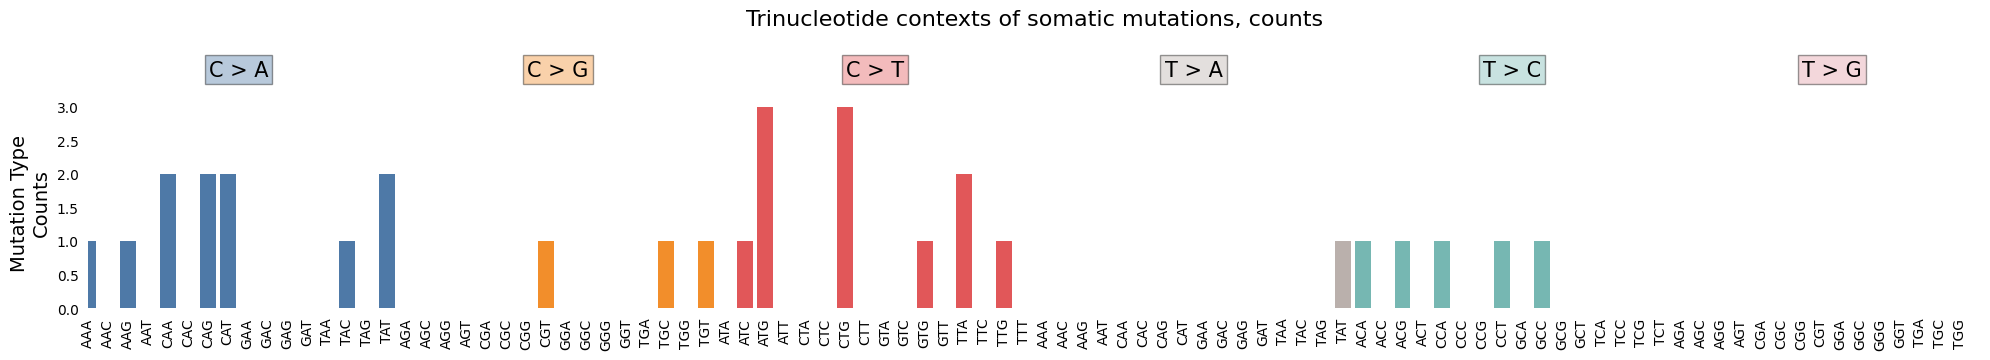 Trinucleotide contexts of somatic mutations, counts
C > A
C > G
C > T
T > A
T > C
T > G
Mutation Type
Counts
3.0
2.5
2.0
1.5
1.0
0.5
0.0
AAA
AAC
AAG
AAT
CAA
CAC
CAG
CAT
GAA
GAC
GAG
GAT
TAA
TAC
TAG
TAT
AGA
AGC
AGG
AGT
CGA
CGC
CGG
CGT
GGA
GGC
GGG
GGT
TGA
TGC
TGG
TGT
ATA
ATC
ATG
ATT
CTA
CTC
CTG
CTT
GTA
GTC
GTG
GTT
TTA
TTC
TTG
TTT
AAA
AAC
AAG
AAT
CAA
CAC
CAG
CAT
GAA
GAC
GAG
GAT
TAA
TAC
TAG
TAT
ACA
ACC
ACG
ACT
CCA
CCC
CCG
CCT
GCA
GCC
GCG
GCT
TCA
TCC
TCG
TCT
AGA
AGC
AGG
AGT
CGA
CGC
CGG
CGT
GGA
GGC
GGG
GGT
TGA
TGC
TGG